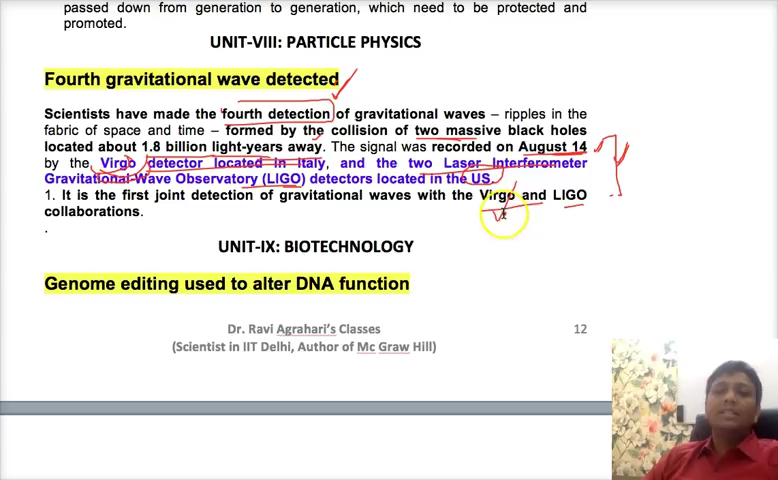 passed down from generation to generation, which need to be protected and
promoted.
UNIT-VIII: PARTICLE PHYSICS
Fourth gravitational wave detected
Scientists have made the fourth detection of gravitational waves – ripples in the
fabric of space and time – formed by the collision of two massive black holes
located about 1.8 billion light-years away. The signal was recorded on August 14
by the Virgo detector located in Italy, and the two Laser Interferometer
Gravitational-Wave Observatory (LIGO) detectors located in the US.
1. It is the first joint detection of gravitational waves with the Virgo and LIGO
collaborations.
.
UNIT-IX: BIOTECHNOLOGY
Genome editing used to alter DNA function
Dr. Ravi Agrahari's Classes 12
(Scientist in IIT Delhi, Author of Mc Graw Hill)